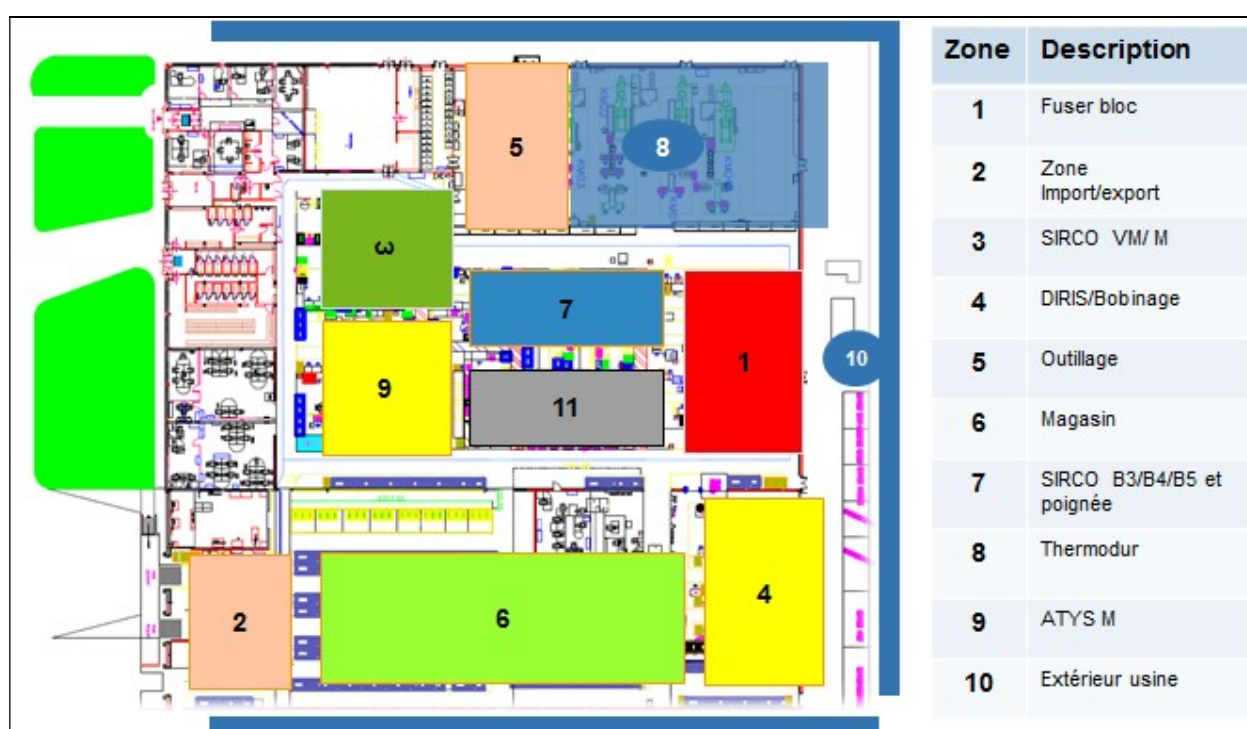 5
8
3
7
1
10
9
11
2
6
4
Zone Description
1 Fuser bloc
2 Zone
Import/export
3 SIRCO VM/ M
4 DIRIS/Bobinage
5 Outillage
6 Magasin
7 SIRCO B3/B4/B5 et
poignée
8 Thermodur
9 ATYS M
10 Extérieur usine